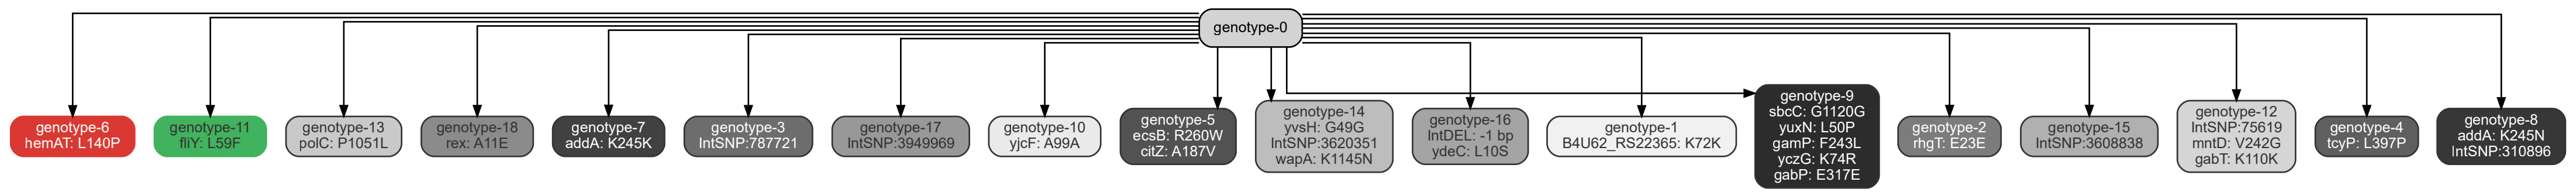 genotype-0
genotype-6
hemAT: L140P
genotype-11
fliY: L59F
genotype-13
polC: P1051L
genotype-18
rex: A11E
genotype-7
addA: K245K
genotype-3
IntSNP:787721
genotype-17
IntSNP:3949969
genotype-10
yjcF: A99A
genotype-5
ecsB: R260W
citZ: A187V
genotype-14
yvsH: G49G
IntSNP:3620351
wapA: K1145N
genotype-16
IntDEL: -1 bp
ydeC: L10S
genotype-1
B4U62_RS22365: K72K
genotype-9
sbcC: G1120G
yuxN: L50P
gamP: F243L
yczG: K74R
gabP: E317E
genotype-2
rhgT: E23E
genotype-15
IntSNP:3608838
genotype-12
IntSNP:75619
mntD: V242G
gabT: K110K
genotype-4
tcyP: L397P
genotype-8
addA: K245N
IntSNP:310896